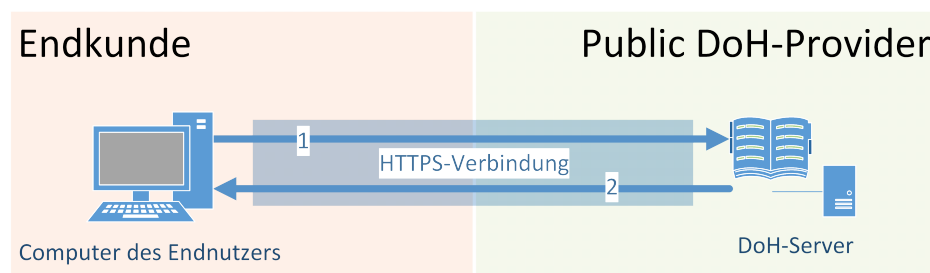 Endkunde
Public DoH-Provider
1
HTTPS-Verbindung
2
Computer des Endnutzers
DoH-Server